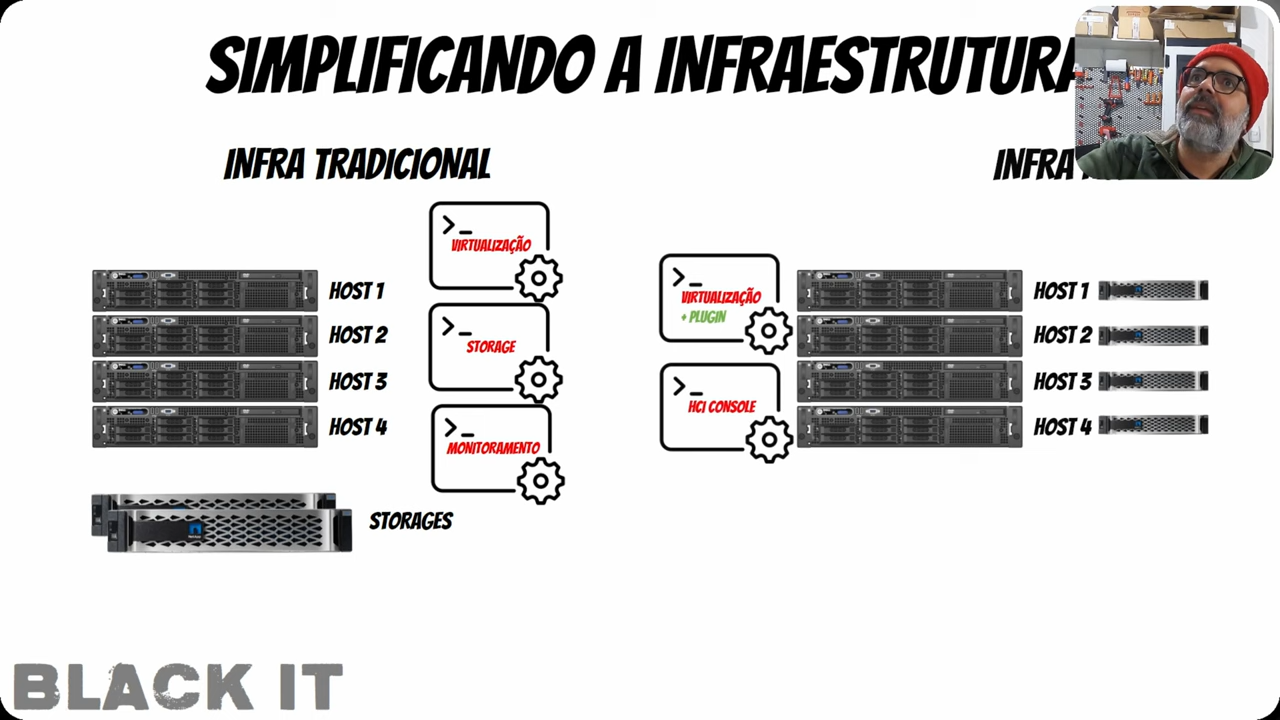 SIMPLIFICANDO A INFRAESTRUTURA
INFRA TRADICIONAL
INFRA
>_
VIRTUALIZAÇÃO
>_
STORAGE
>_
MONITORAMENTO
HOST 1
HOST 2
HOST 3
HOST 4
STORAGES
>_
VIRTUALIZAÇÃO
+ PLUGIN
>_
HCI CONSOLE
HOST 1
HOST 2
HOST 3
HOST 4
BLACK IT